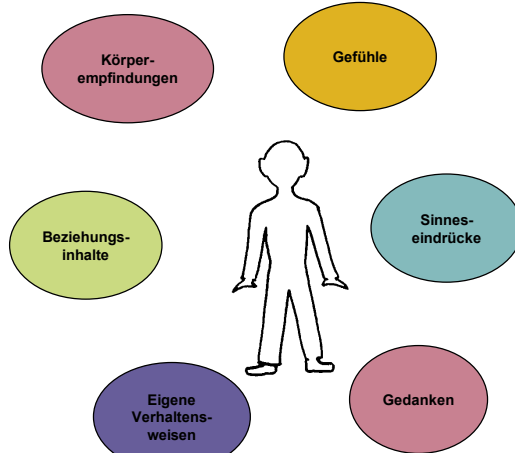 Körper-
empfindungen
Gefühle
Beziehungs-
inhalte
Sinnes-
eindrücke
Eigene
Verhaltens-
weisen
Gedanken